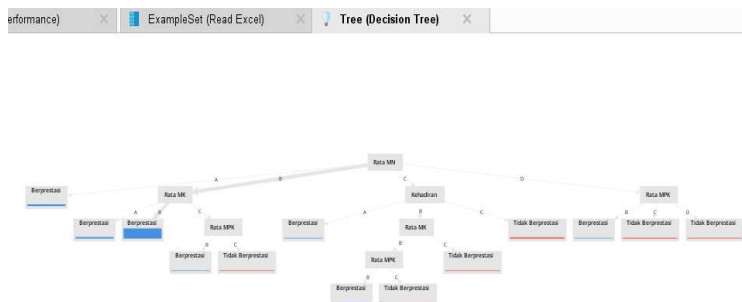 erformance)
ExampleSet (Read Excel)
Tree (Decision Tree)
Rata MN
A
B
C
D
Berprestasi
Rata MK
Kehadiran
Rata MPK
A
B
C
A
B
C
B
C
D
Berprestasi
Berprestasi
Rata MPK
Berprestasi
Rata MK
Tidak Berprestasi
Berprestasi
Tidak Berprestasi
Tidak Berprestasi
B
C
B
C
Berprestasi
Tidak Berprestasi
Rata MPK
Tidak Berprestasi
B
C
Berprestasi
Tidak Berprestasi